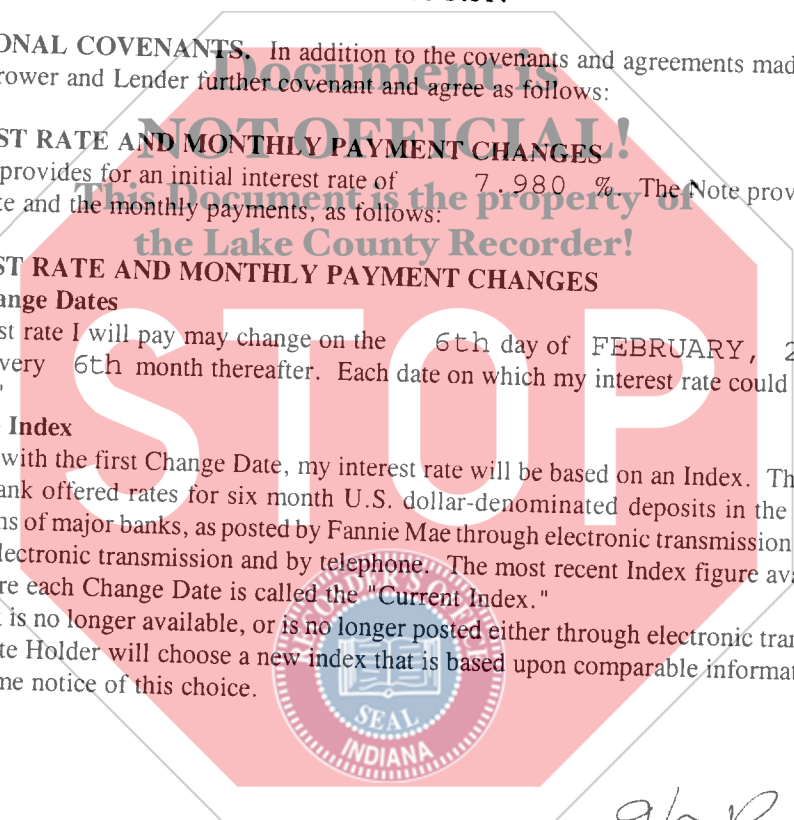 ONAL COVENANTS. In addition to the covenants and agreements mad
rower and Lender further covenant and agree as follows:
Document is
NOT OFFICIAL!
This Document is the property of
the Lake County Recorder!
ST RATE AND MONTHLY PAYMENT CHANGES
provides for an initial interest rate of 7.980 %. The Note prov
te and the monthly payments, as follows:
ST RATE AND MONTHLY PAYMENT CHANGES
ange Dates
st rate I will pay may change on the 6th day of FEBRUARY, 2
very 6th month thereafter. Each date on which my interest rate could
"
Index
with the first Change Date, my interest rate will be based on an Index. Th
ank offered rates for six month U.S. dollar-denominated deposits in the
ns of major banks, as posted by Fannie Mae through electronic transmission
lectronic transmission and by telephone. The most recent Index figure ava
re each Change Date is called the "Current Index."
is no longer available, or is no longer posted either through electronic tran
te Holder will choose a new index that is based upon comparable informat
me notice of this choice.
STOP
RECORDER'S OFFICE
SEAL
INDIANA